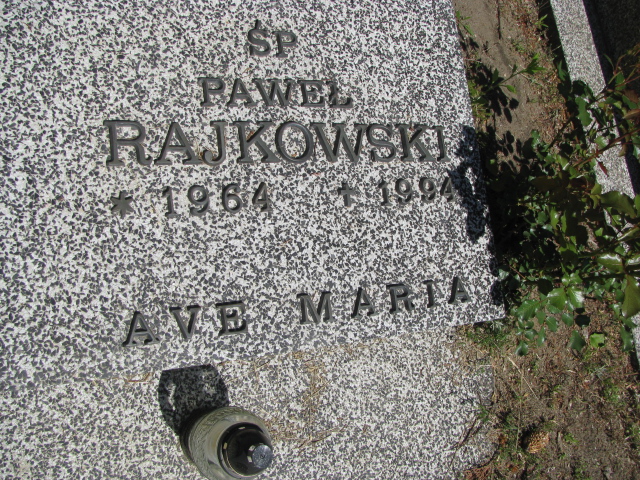 ŚP
PAWEŁ
RAJKOWSKI
* 1964 ✝ 1994
AVE MARIA